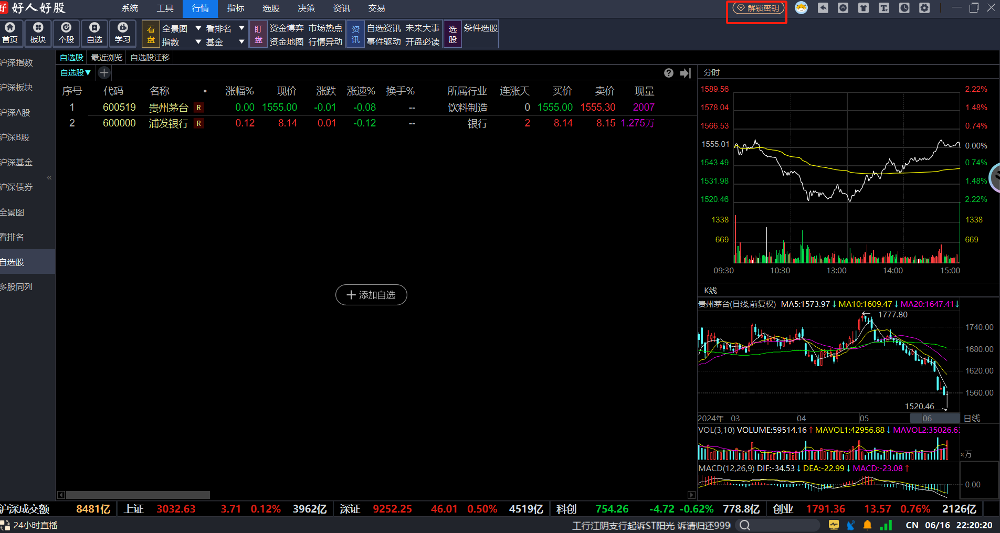 好 好人好股 系统 工具 行情 指标 选股 决策 资讯 交易 解锁密钥
首页 板块 个股 自选 学习
看盘 全景图 ▼ 看排名 ▼ 盯盘 资金博弈 市场热点 资讯 自选资讯 未来大事 选股 条件选股
指数 ▼ 基金 ▼ 资金地图 行情异动 事件驱动 开盘必读
沪深指数
沪深板块
沪深A股
沪深B股
沪深基金
沪深债券
全景图
看排名
自选股
多股同列
«
自选股 最近浏览 自选股迁移
自选股▼
序号 代码 名称 • 涨幅% 现价 涨跌 涨速% 换手% 所属行业 连涨天 买价 卖价 现量
1 600519 贵州茅台 R 0.00 1555.00 -0.01 -0.08 -- 饮料制造 0 1555.00 1555.30 2007
2 600000 浦发银行 R 0.12 8.14 0.01 -0.12 -- 银行 2 8.14 8.15 1.275万
+ 添加自选
分时
1589.56 2.22%
1578.04 1.48%
1566.53 0.74%
1555.01 0.00%
1543.49 0.74%
1531.98 1.48%
1520.46 2.22%
1338 1338
669 669
09:30 10:30 13:00 14:00 15:00
K线
贵州茅台(日线,前复权) MA5:1573.97↓ MA10:1609.47↓ MA20:1647.41↓
1777.80
1740.00
1680.00
1620.00
1560.00
1520.46
2024年 03 04 05 06 日线
VOL(3,10) VOLUME:59514.16↑ MAVOL1:42956.88↓ MAVOL2:35026.63
×万
MACD(12,26,9) DIF:-34.53↓ DEA:-22.99↓ MACD:-23.08↑
0.00
沪深成交额 8481亿 上证 3032.63 3.71 0.12% 3962亿 深证 9252.25 46.01 0.50% 4519亿 科创 754.26 -4.72 -0.62% 778.8亿 创业 1791.36 13.57 0.76% 2126亿
24小时直播 工行江阴支行起诉ST阳光 诉请归还999 CN 06/16 22:20:20